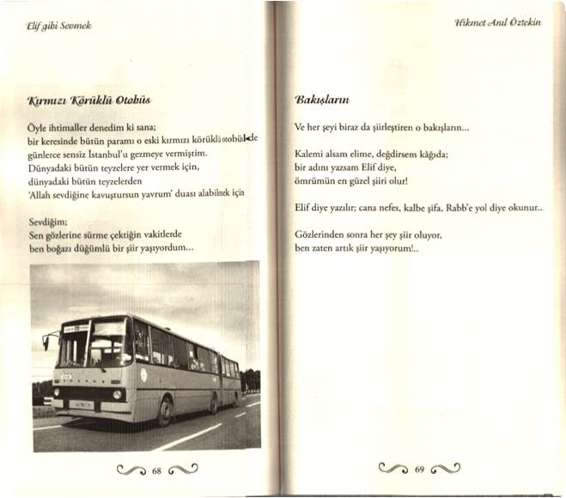 Elif gibi Sevmek
Kırmızı Körüklü Otobüs
Öyle ihtimaller denedim ki sana;
bir keresinde bütün paramı o eski kırmızı körüklü otobüslerde
günlerce sensiz İstanbul'u gezmeye vermiştim.
Dünyadaki bütün teyzelere yer vermek için,
dünyadaki bütün teyzelerden
'Allah sevdiğine kavuştursun yavrum' duası alabilmek için
Sevdiğim;
Sen gözlerine sürme çektiğin vakitlerde
ben boğazı düğümlü bir şiir yaşıyordum...
68
Hikmet Anıl Öztekin
Bakışların
Ve her şeyi biraz da şiirleştiren o bakışların...
Kalemi alsam elime, değdirsem kâğıda;
bir adını yazsam Elif diye,
ömrümün en güzel şiiri olur!
Elif diye yazılır; cana nefes, kalbe şifa, Rabb'e yol diye okunur...
Gözlerinden sonra her şey şiir oluyor,
ben zaten artık şiir yaşıyorum!..
69